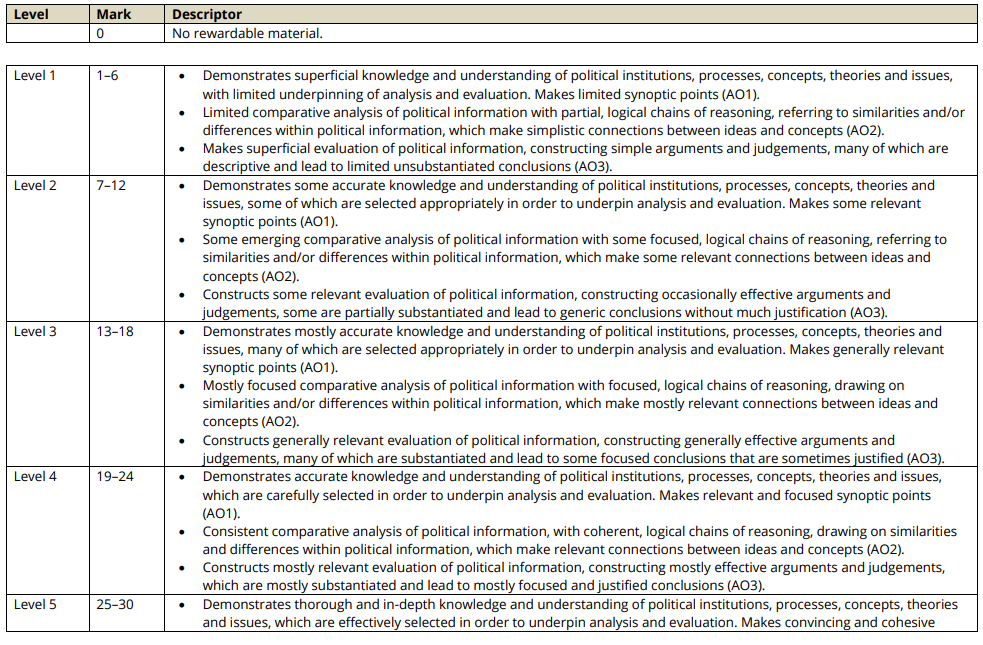 Level Mark Descriptor
0 No rewardable material.
Level 1 1–6 • Demonstrates superficial knowledge and understanding of political institutions, processes, concepts, theories and issues,
with limited underpinning of analysis and evaluation. Makes limited synoptic points (AO1).
• Limited comparative analysis of political information with partial, logical chains of reasoning, referring to similarities and/or
differences within political information, which make simplistic connections between ideas and concepts (AO2).
• Makes superficial evaluation of political information, constructing simple arguments and judgements, many of which are
descriptive and lead to limited unsubstantiated conclusions (AO3).
Level 2 7–12 • Demonstrates some accurate knowledge and understanding of political institutions, processes, concepts, theories and
issues, some of which are selected appropriately in order to underpin analysis and evaluation. Makes some relevant
synoptic points (AO1).
• Some emerging comparative analysis of political information with some focused, logical chains of reasoning, referring to
similarities and/or differences within political information, which make some relevant connections between ideas and
concepts (AO2).
• Constructs some relevant evaluation of political information, constructing occasionally effective arguments and
judgements, some are partially substantiated and lead to generic conclusions without much justification (AO3).
Level 3 13–18 • Demonstrates mostly accurate knowledge and understanding of political institutions, processes, concepts, theories and
issues, many of which are selected appropriately in order to underpin analysis and evaluation. Makes generally relevant
synoptic points (AO1).
• Mostly focused comparative analysis of political information with focused, logical chains of reasoning, drawing on
similarities and/or differences within political information, which make mostly relevant connections between ideas and
concepts (AO2).
• Constructs generally relevant evaluation of political information, constructing generally effective arguments and
judgements, many of which are substantiated and lead to some focused conclusions that are sometimes justified (AO3).
Level 4 19–24 • Demonstrates accurate knowledge and understanding of political institutions, processes, concepts, theories and issues,
which are carefully selected in order to underpin analysis and evaluation. Makes relevant and focused synoptic points
(AO1).
• Consistent comparative analysis of political information, with coherent, logical chains of reasoning, drawing on similarities
and differences within political information, which make relevant connections between ideas and concepts (AO2).
• Constructs mostly relevant evaluation of political information, constructing mostly effective arguments and judgements,
which are mostly substantiated and lead to mostly focused and justified conclusions (AO3).
Level 5 25–30 • Demonstrates thorough and in-depth knowledge and understanding of political institutions, processes, concepts, theories
and issues, which are effectively selected in order to underpin analysis and evaluation. Makes convincing and cohesive